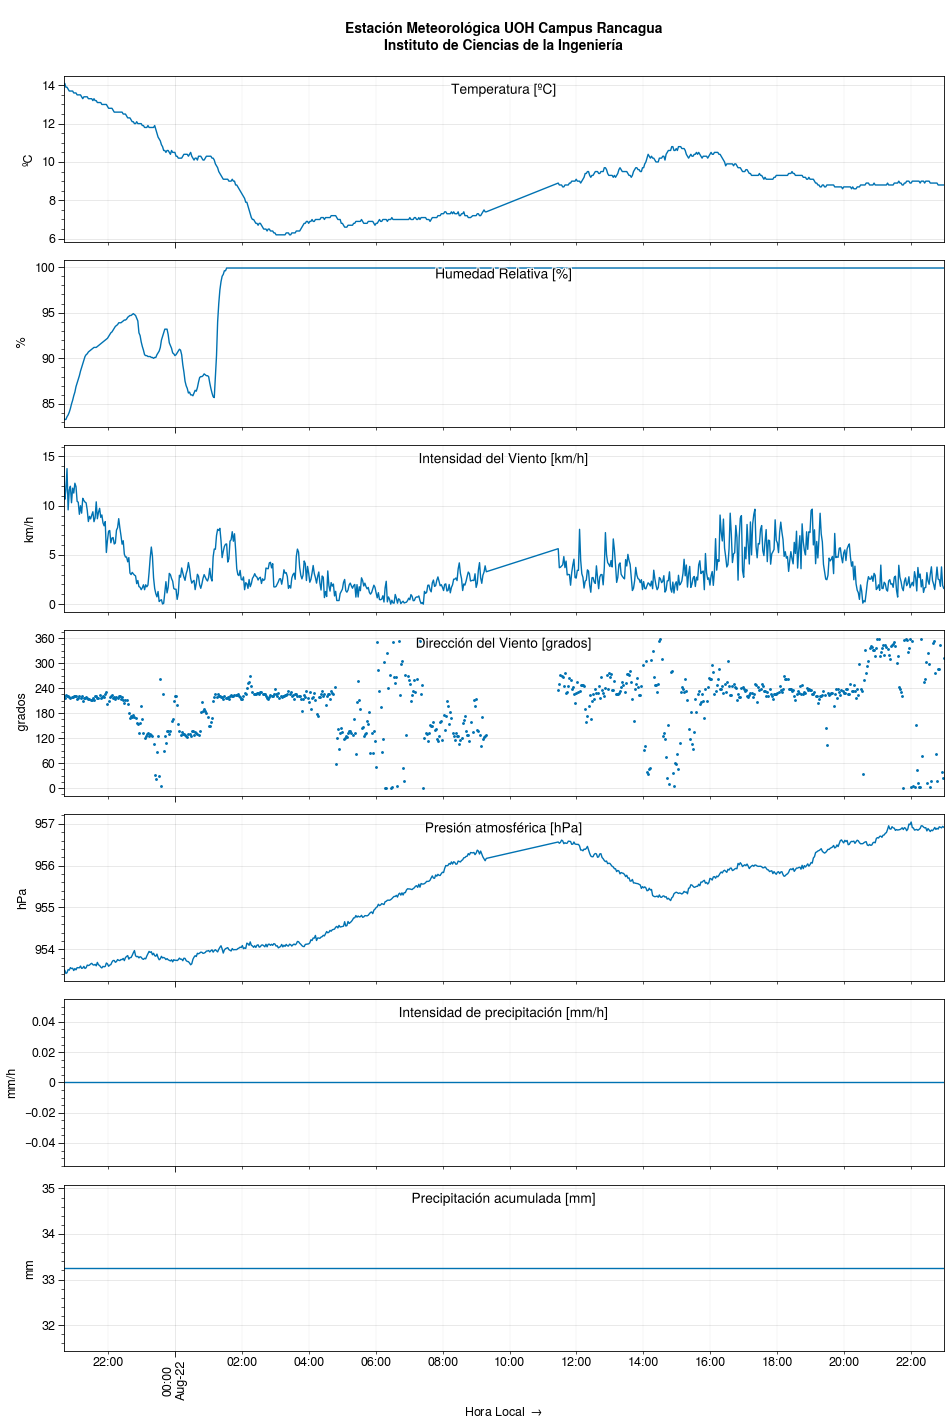 Estación Meteorológica UOH Campus Rancagua
Instituto de Ciencias de la Ingeniería
Temperatura [ºC]
ºC
14
12
10
8
6
Humedad Relativa [%]
%
100
95
90
85
Intensidad del Viento [km/h]
km/h
15
10
5
0
Dirección del Viento [grados]
grados
360
300
240
180
120
60
0
Presión atmosférica [hPa]
hPa
957
956
955
954
Intensidad de precipitación [mm/h]
mm/h
0.04
0.02
0
−0.02
−0.04
Precipitación acumulada [mm]
mm
35
34
33
32
22:00 00:00 02:00 04:00 06:00 08:00 10:00 12:00 14:00 16:00 18:00 20:00 22:00
Aug-22
Hora Local →